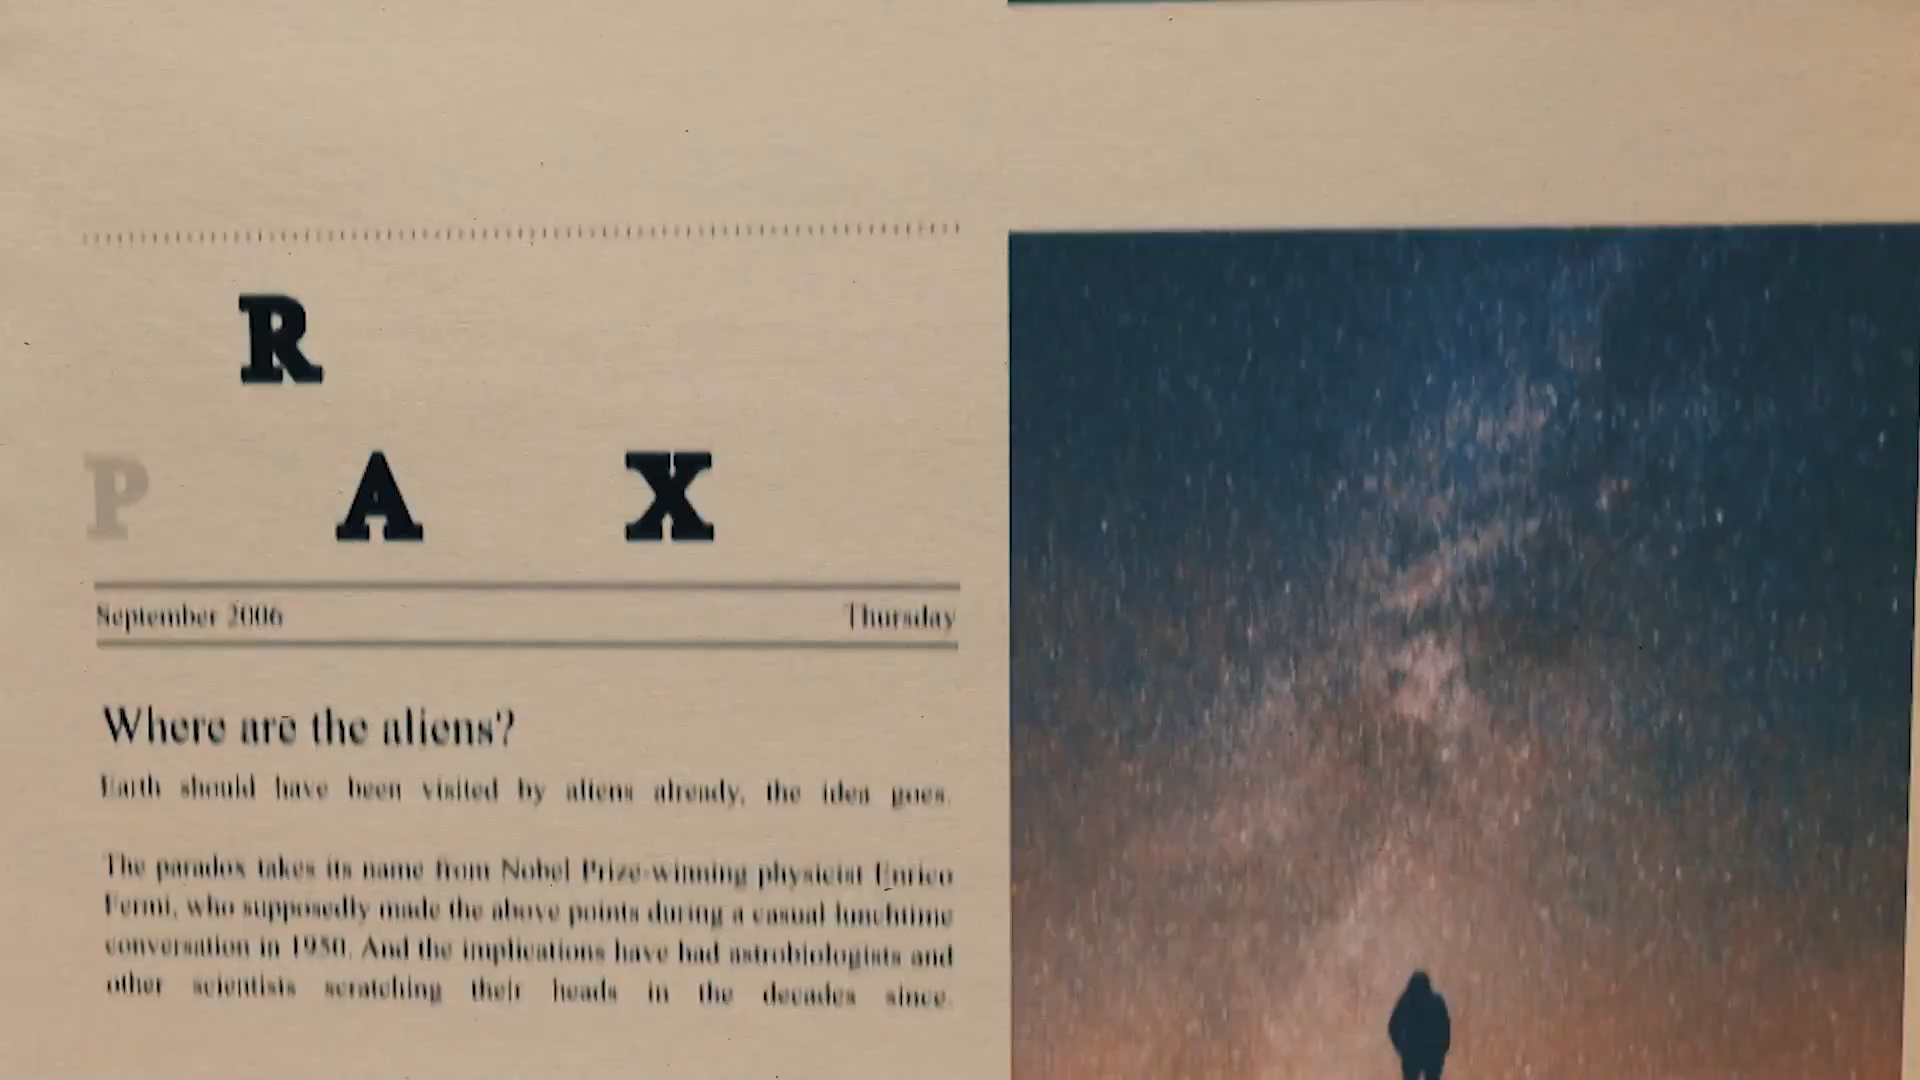 R
P A X
September 2006 Thursday
Where are the aliens?
Earth should have been visited by aliens already, the idea goes.
The paradox takes its name from Nobel Prize-winning physicist Enrico
Fermi, who supposedly made the above points during a casual lunchtime
conversation in 1950. And the implications have had astrobiologists and
other scientists scratching their heads in the decades since.